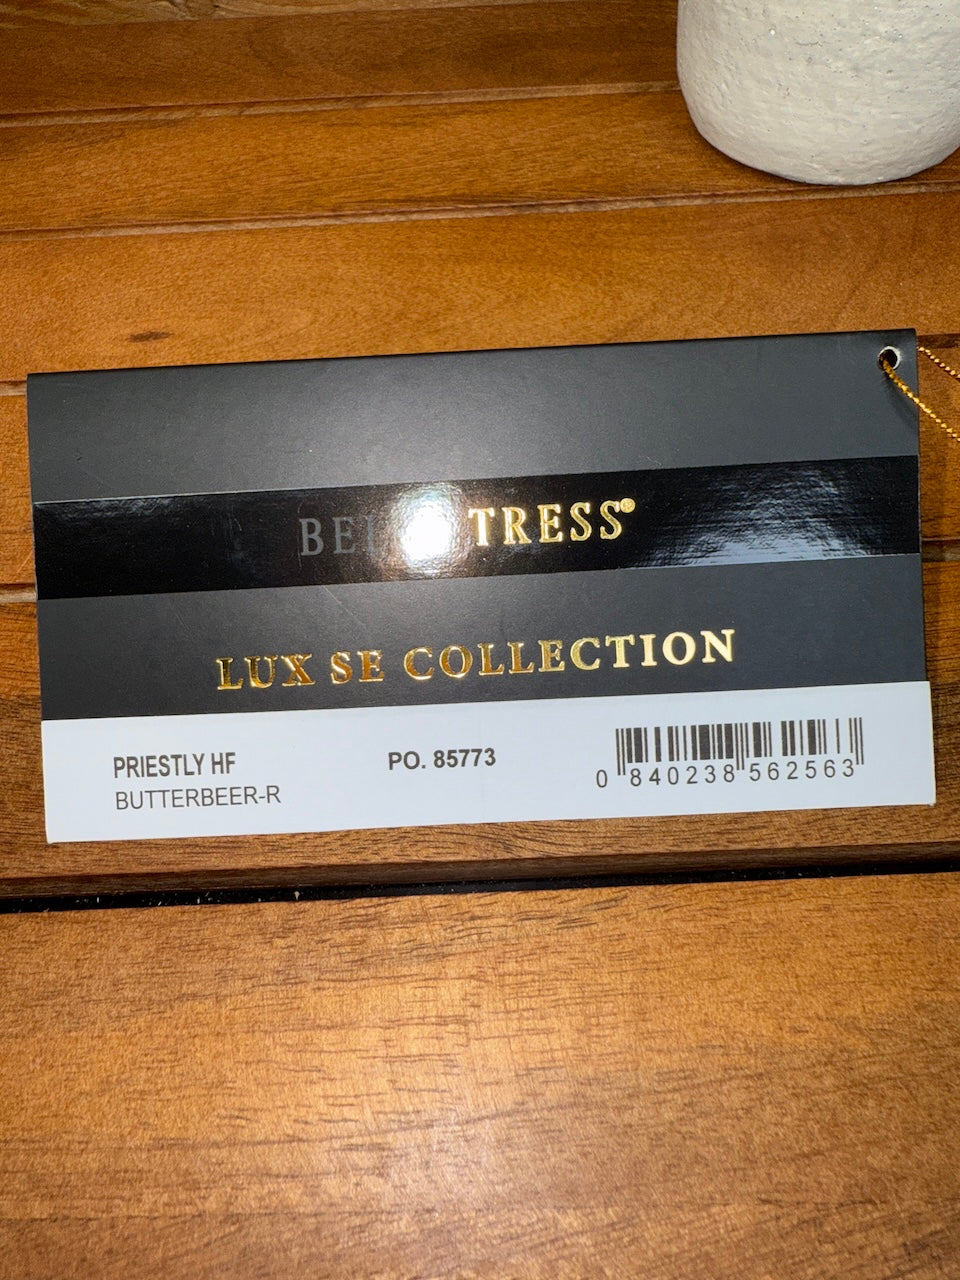 TRESS®
LUX SE COLLECTION
PRIESTLY HF
PO. 85773
BUTTERBEER-R
0 840238 562563